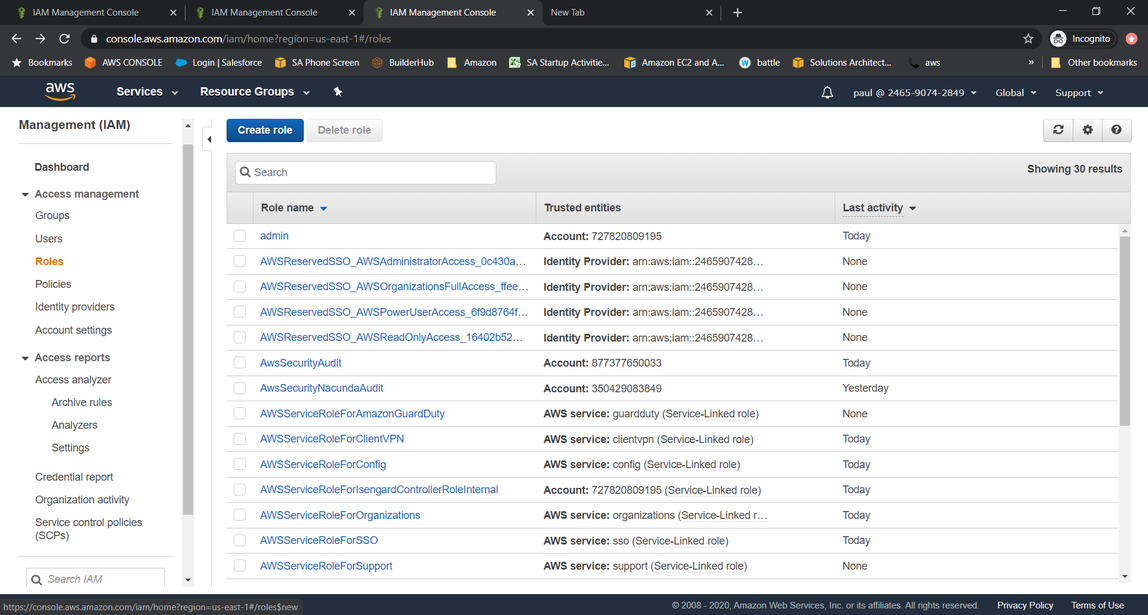 IAM Management Console
IAM Management Console
IAM Management Console
New Tab
console.aws.amazon.com/iam/home?region=us-east-1#/roles
Incognito
Bookmarks
AWS CONSOLE
Login | Salesforce
SA Phone Screen
BuilderHub
Amazon
SA Startup Activitie...
Amazon EC2 and A...
battle
Solutions Architect...
aws
»
Other bookmarks
aws
Services
Resource Groups
paul @ 2465-9074-2849
Global
Support
Management (IAM)
Dashboard
Access management
Groups
Users
Roles
Policies
Identity providers
Account settings
Access reports
Access analyzer
Archive rules
Analyzers
Settings
Credential report
Organization activity
Service control policies
(SCPs)
Search IAM
Create role
Delete role
Search
Showing 30 results
Role name Trusted entities Last activity
admin Account: 727820809195 Today
AWSReservedSSO_AWSAdministratorAccess_0c430a... Identity Provider: arn:aws:iam::2465907428... None
AWSReservedSSO_AWSOrganizationsFullAccess_ffee... Identity Provider: arn:aws:iam::2465907428... None
AWSReservedSSO_AWSPowerUserAccess_6f9d8764f... Identity Provider: arn:aws:iam::2465907428... None
AWSReservedSSO_AWSReadOnlyAccess_16402b52... Identity Provider: arn:aws:iam::2465907428... None
AwsSecurityAudit Account: 877377650033 Today
AwsSecurityNacundaAudit Account: 350429083849 Yesterday
AWSServiceRoleForAmazonGuardDuty AWS service: guardduty (Service-Linked role) None
AWSServiceRoleForClientVPN AWS service: clientvpn (Service-Linked role) Today
AWSServiceRoleForConfig AWS service: config (Service-Linked role) Today
AWSServiceRoleForIsengardControllerRoleInternal Account: 727820809195 (Service-Linked role) Today
AWSServiceRoleForOrganizations AWS service: organizations (Service-Linked r... Today
AWSServiceRoleForSSO AWS service: sso (Service-Linked role) Today
AWSServiceRoleForSupport AWS service: support (Service-Linked role) None
https://console.aws.amazon.com/iam/home?region=us-east-1#/roles$new
© 2008 - 2020, Amazon Web Services, Inc. or its affiliates. All rights reserved.
Privacy Policy
Terms of Use